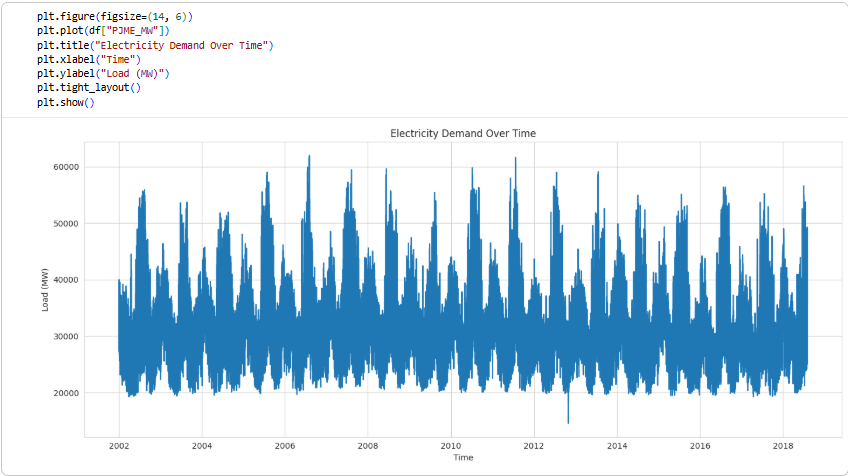 plt.figure(figsize=(14, 6))
plt.plot(df["PJME_MW"])
plt.title("Electricity Demand Over Time")
plt.xlabel("Time")
plt.ylabel("Load (MW)")
plt.tight_layout()
plt.show()
Electricity Demand Over Time
Load (MW)
60000
50000
40000
30000
20000
2002 2004 2006 2008 2010 2012 2014 2016 2018
Time